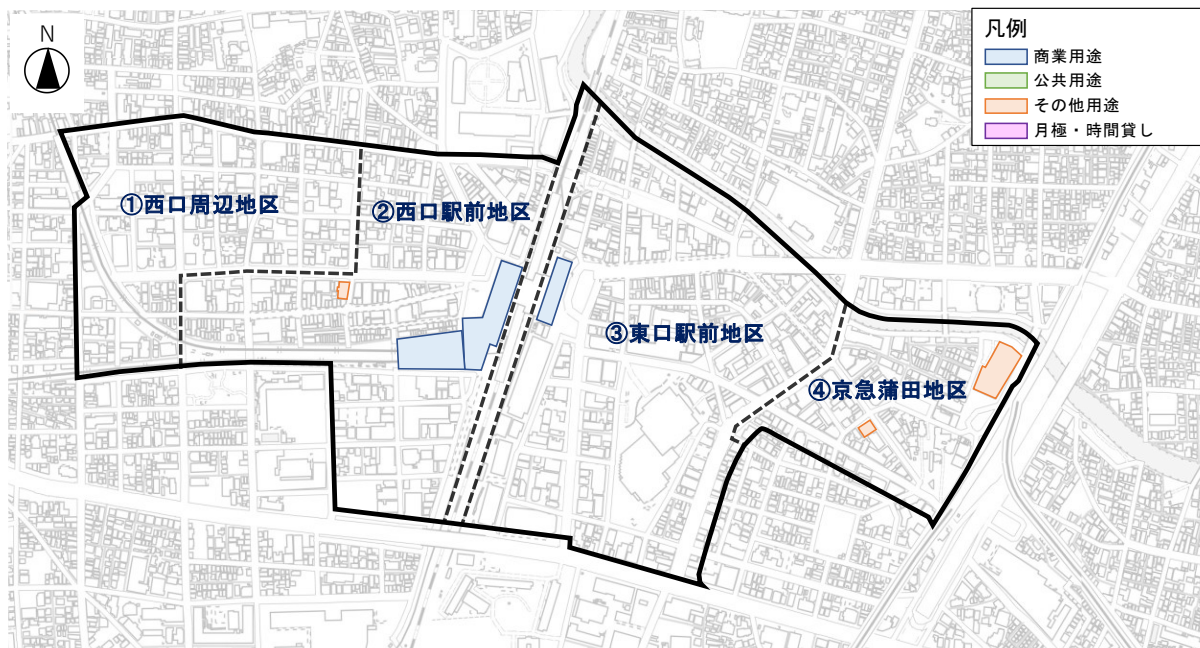 N
凡例
商業用途
公共用途
その他用途
月極・時間貸し
①西口周辺地区
②西口駅前地区
③東口駅前地区
④京急蒲田地区